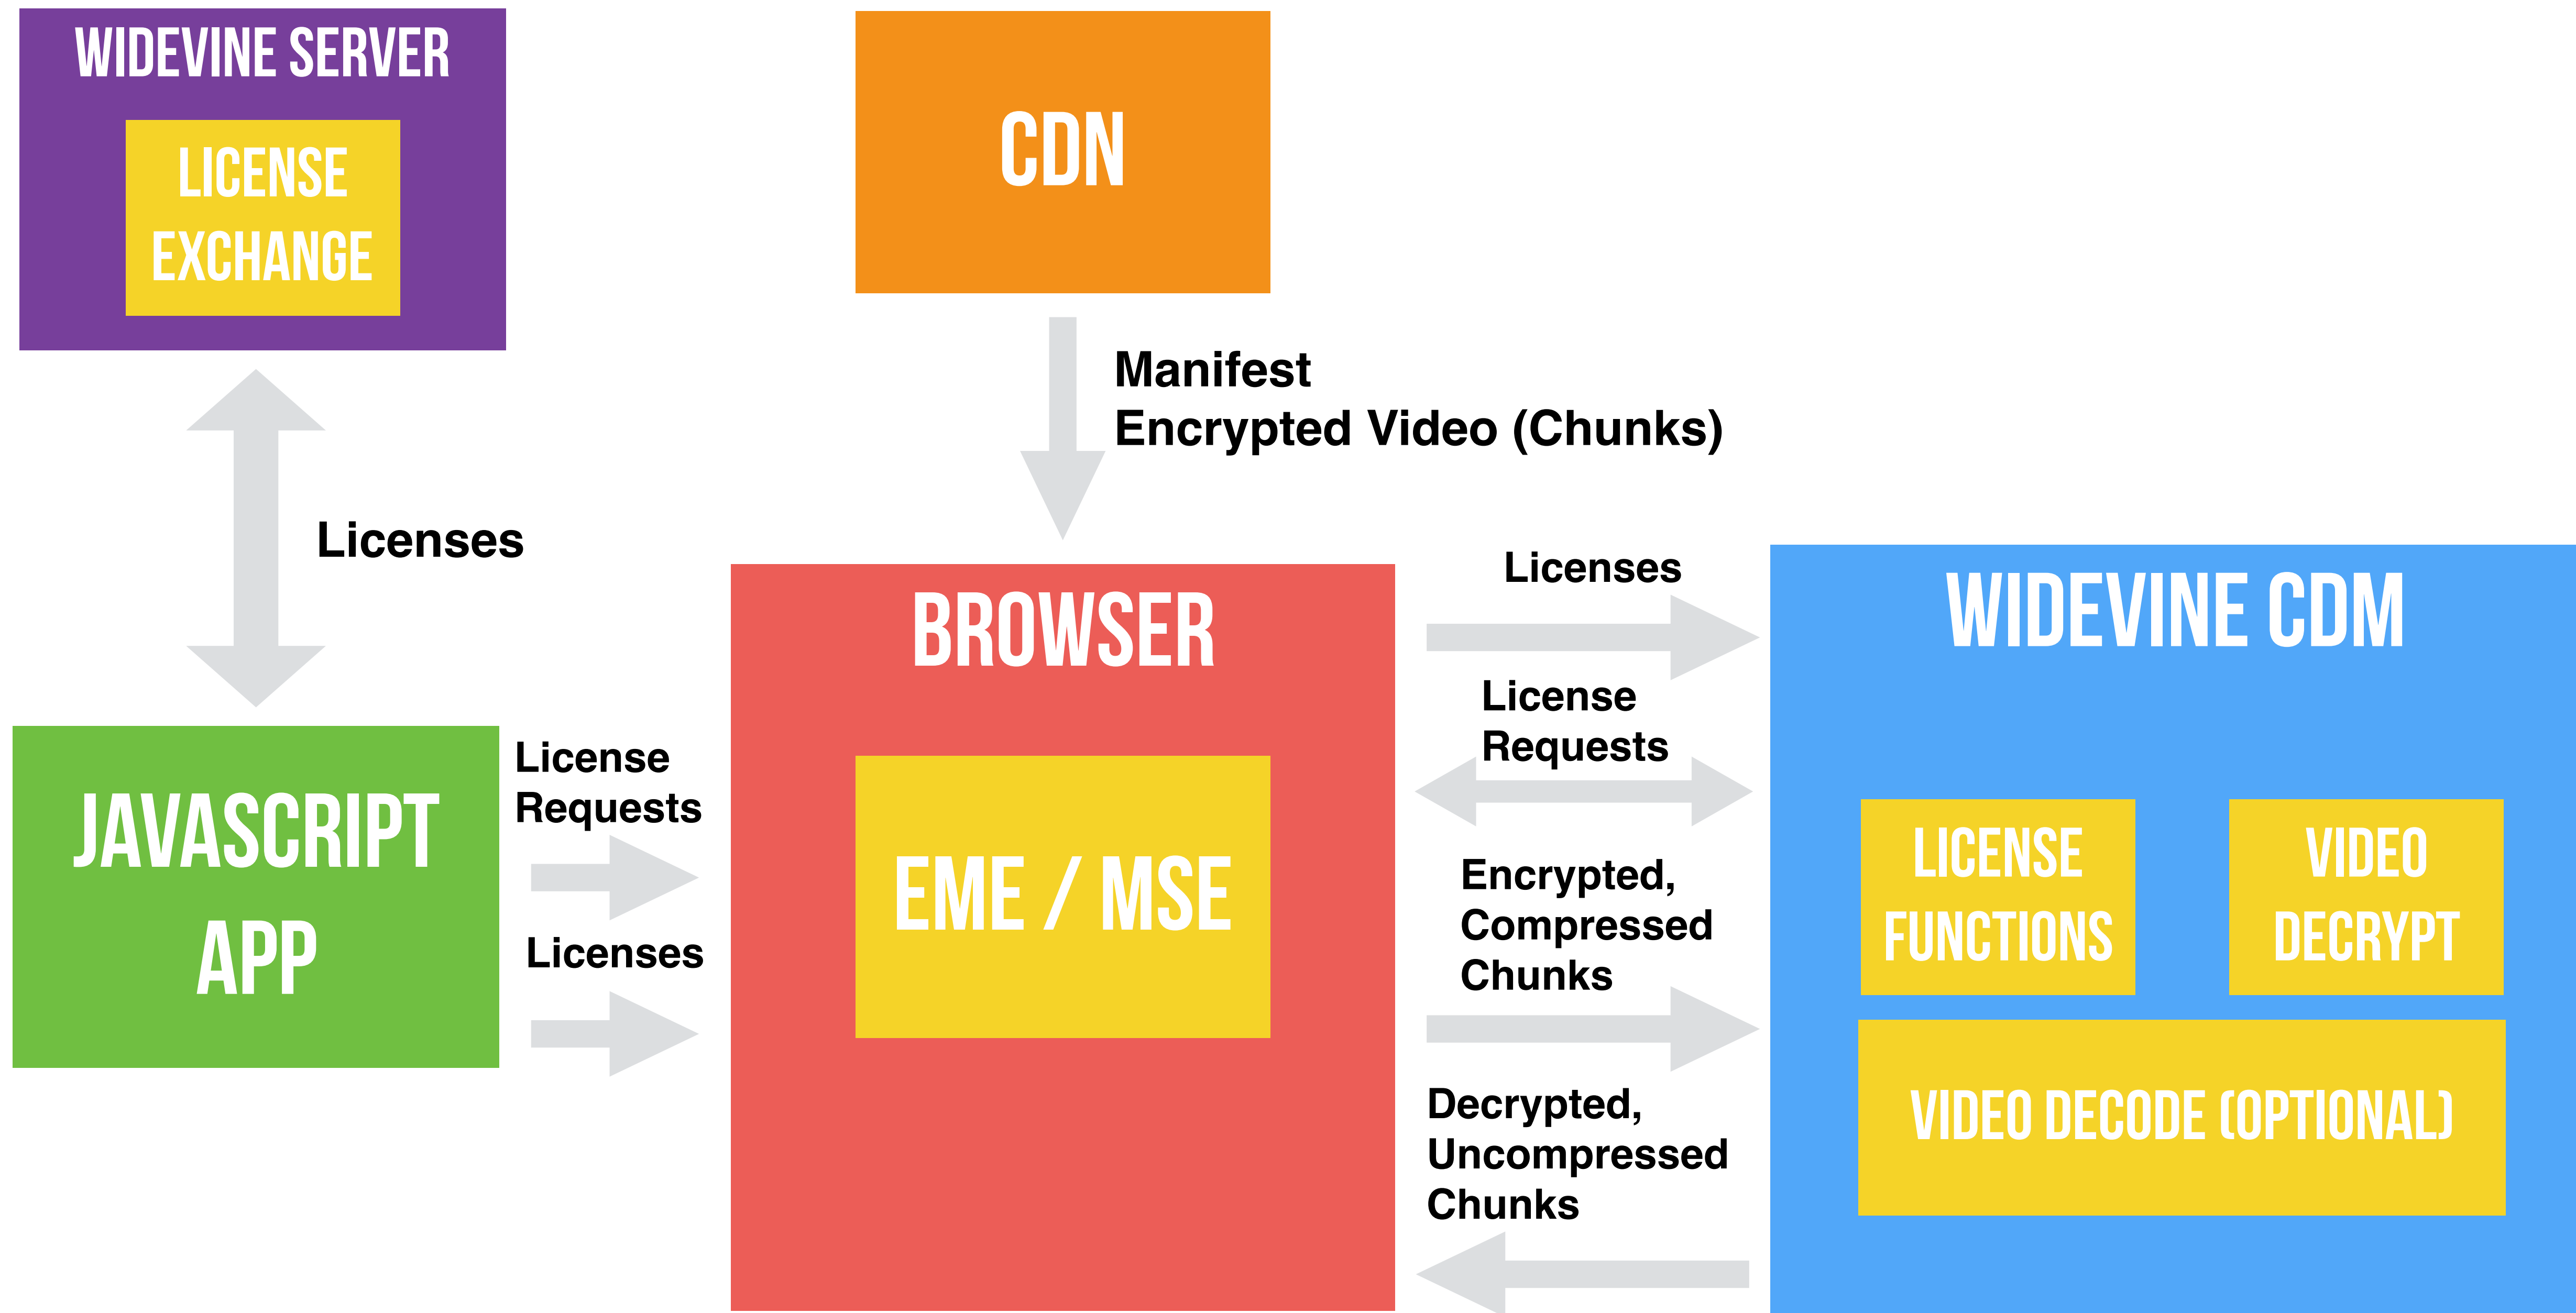 WIDEVINE SERVER
LICENSE
EXCHANGE
CDN
Manifest
Encrypted Video (Chunks)
Licenses
JAVASCRIPT
APP
License
Requests
Licenses
BROWSER
EME / MSE
Licenses
License
Requests
Encrypted,
Compressed
Chunks
Decrypted,
Uncompressed
Chunks
WIDEVINE CDM
LICENSE
FUNCTIONS
VIDEO
DECRYPT
VIDEO DECODE (OPTIONAL)